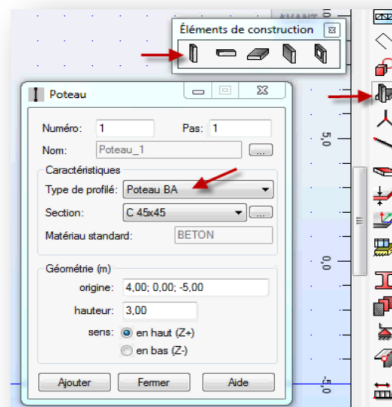 AVANT
Éléments de construction
Poteau
Numéro: 1 Pas: 1
Nom: Poteau_1 ...
Caractéristiques
Type de profilé: Poteau BA
Section: C 45x45 ...
Matériau standard: BETON
Géométrie (m)
origine: 4,00; 0,00; -5,00
hauteur: 3,00
sens: en haut (Z+)
en bas (Z-)
Ajouter Fermer Aide
5,0
0,0
-5,0